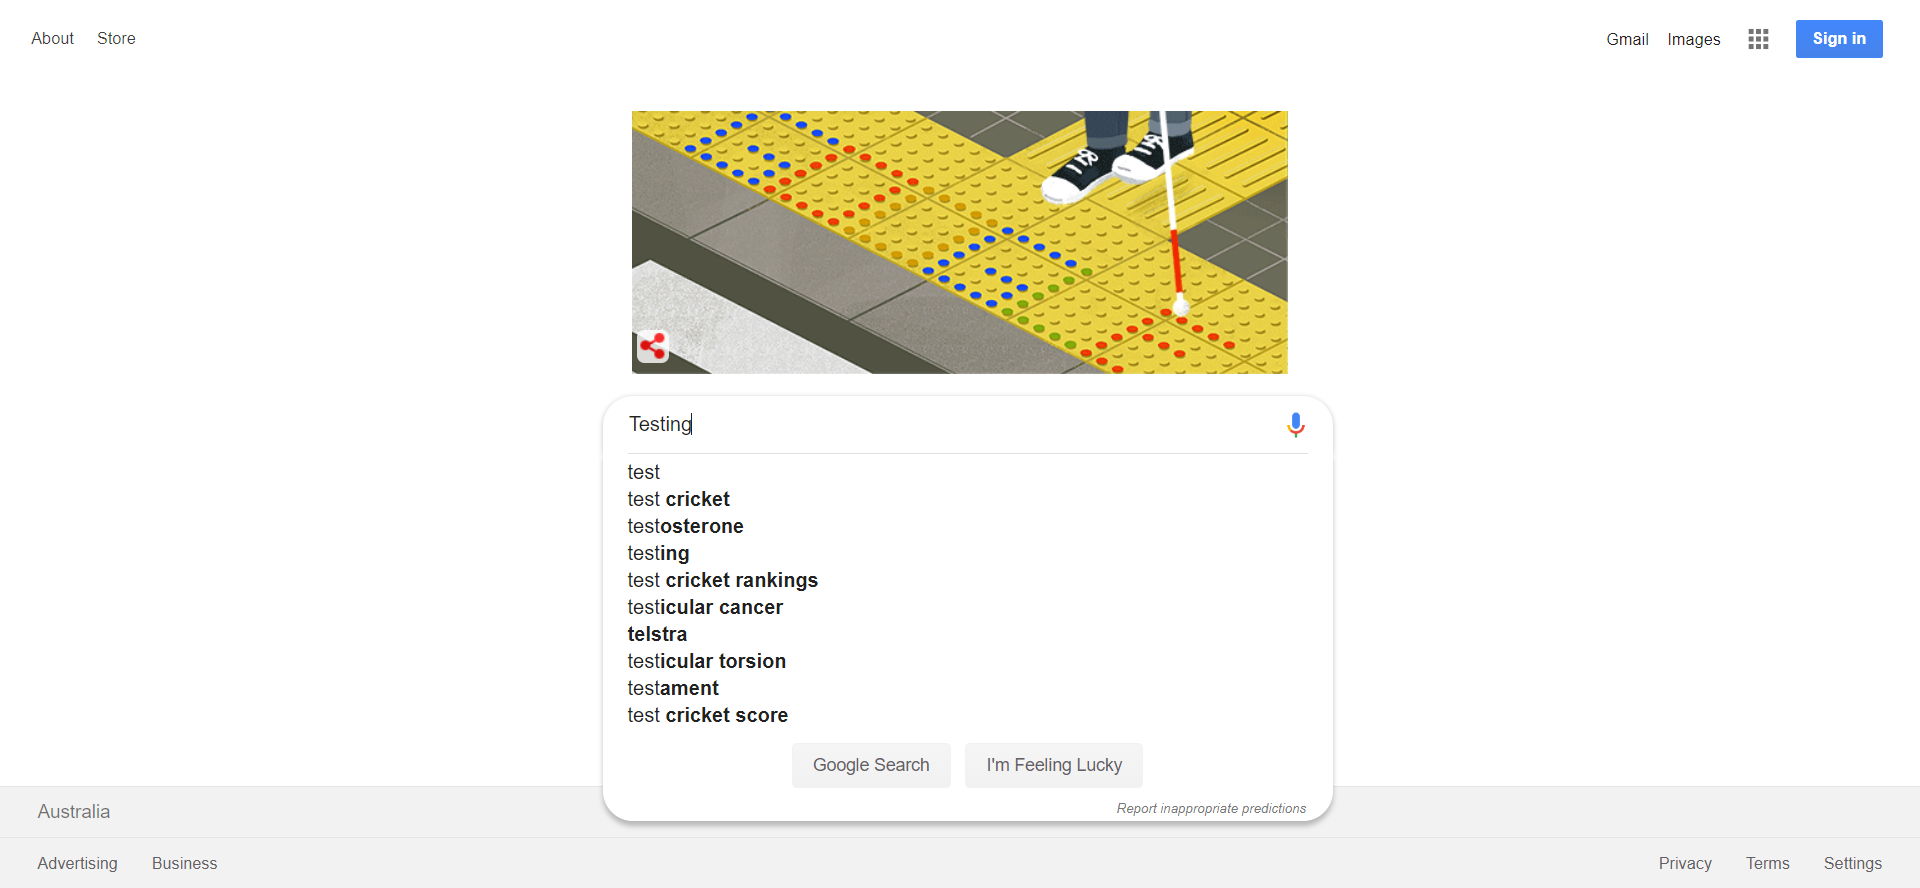 About Store
Gmail Images Sign in
Testing
test
test cricket
testosterone
testing
test cricket rankings
testicular cancer
telstra
testicular torsion
testament
test cricket score
Google Search I'm Feeling Lucky
Report inappropriate predictions
Australia
Advertising Business
Privacy Terms Settings